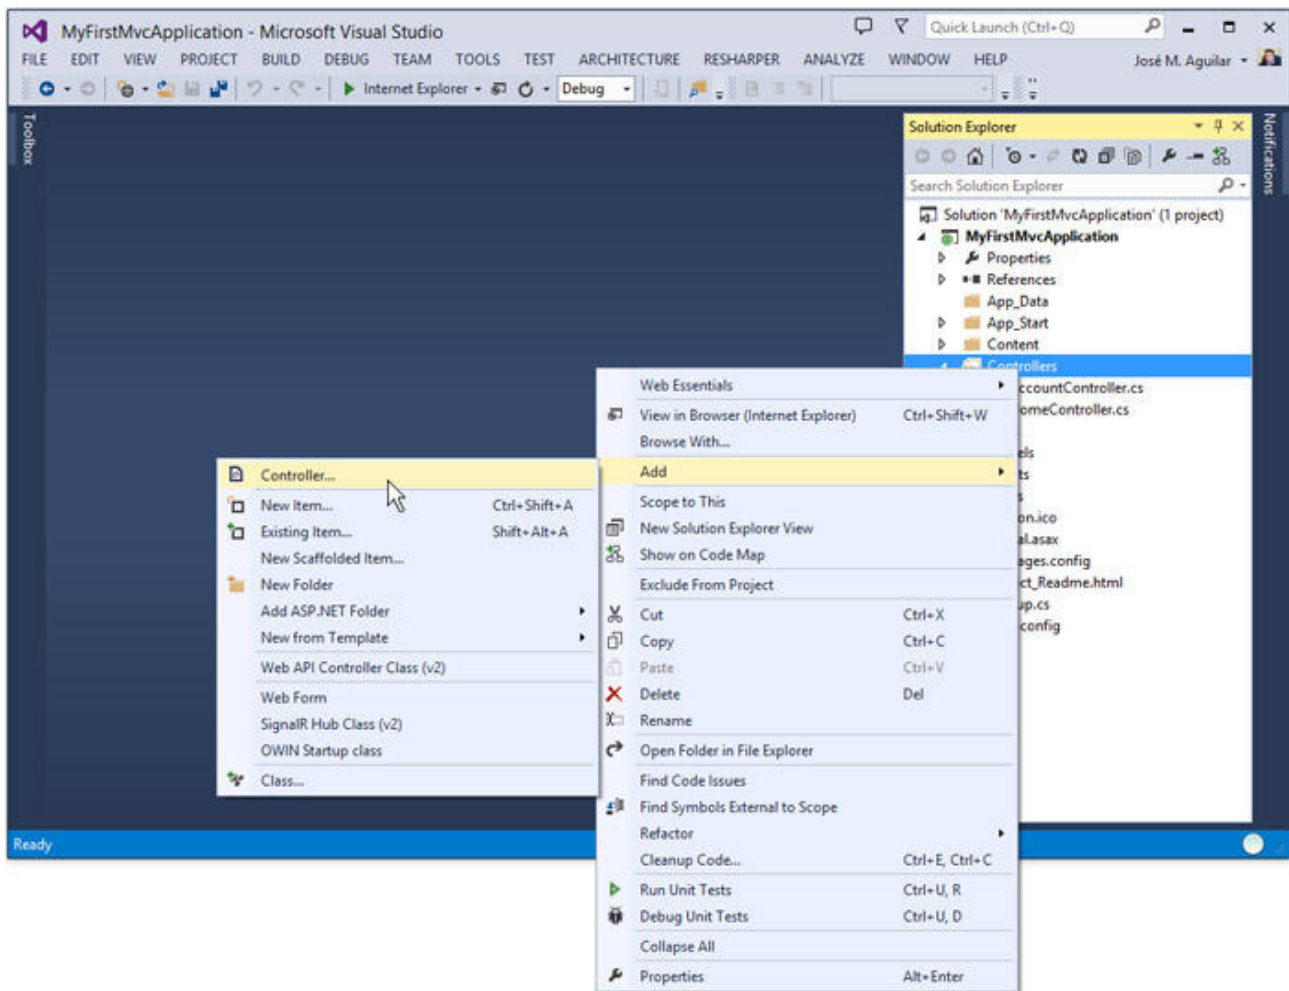 MyFirstMvcApplication - Microsoft Visual Studio
Quick Launch (Ctrl+Q)
FILE EDIT VIEW PROJECT BUILD DEBUG TEAM TOOLS TEST ARCHITECTURE RESHARPER ANALYZE WINDOW HELP
José M. Aguilar
Internet Explorer
Debug
Toolbox
Notifications
Solution Explorer
Search Solution Explorer
Solution 'MyFirstMvcApplication' (1 project)
MyFirstMvcApplication
Properties
References
App_Data
App_Start
Content
Controllers
ccountController.cs
omeController.cs
els
ts
s
on.ico
al.asax
ages.config
ct_Readme.html
up.cs
config
Web Essentials
View in Browser (Internet Explorer) Ctrl+Shift+W
Browse With...
Add
Scope to This
New Solution Explorer View
Show on Code Map
Exclude From Project
Cut Ctrl+X
Copy Ctrl+C
Paste Ctrl+V
Delete Del
Rename
Open Folder in File Explorer
Find Code Issues
Find Symbols External to Scope
Refactor
Cleanup Code... Ctrl+E, Ctrl+C
Run Unit Tests Ctrl+U, R
Debug Unit Tests Ctrl+U, D
Collapse All
Properties Alt+Enter
Controller...
New Item... Ctrl+Shift+A
Existing Item... Shift+Alt+A
New Scaffolded Item...
New Folder
Add ASP.NET Folder
New from Template
Web API Controller Class (v2)
Web Form
SignalR Hub Class (v2)
OWIN Startup class
Class...
Ready